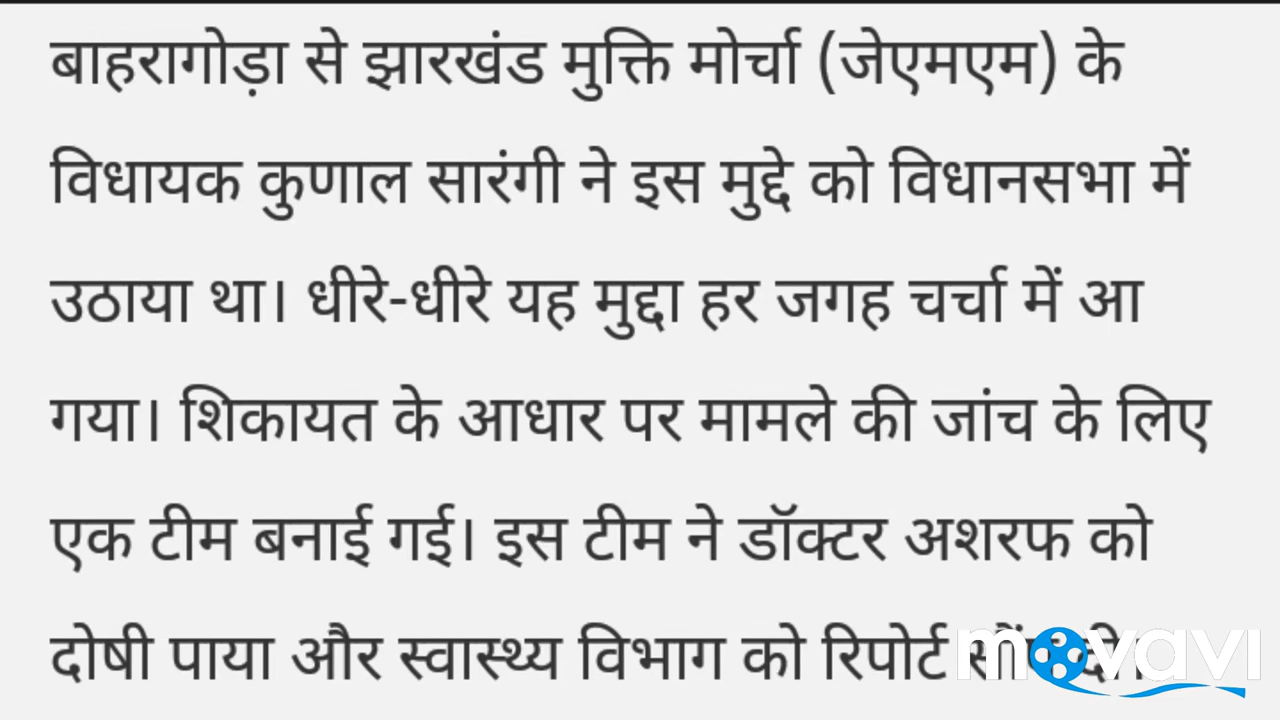 बाहरागोड़ा से झारखंड मुक्ति मोर्चा (जेएमएम) के
विधायक कुणाल सारंगी ने इस मुद्दे को विधानसभा में
उठाया था। धीरे-धीरे यह मुद्दा हर जगह चर्चा में आ
गया। शिकायत के आधार पर मामले की जांच के लिए
एक टीम बनाई गई। इस टीम ने डॉक्टर अशरफ को
दोषी पाया और स्वास्थ्य विभाग को रिपोर्ट
movavi